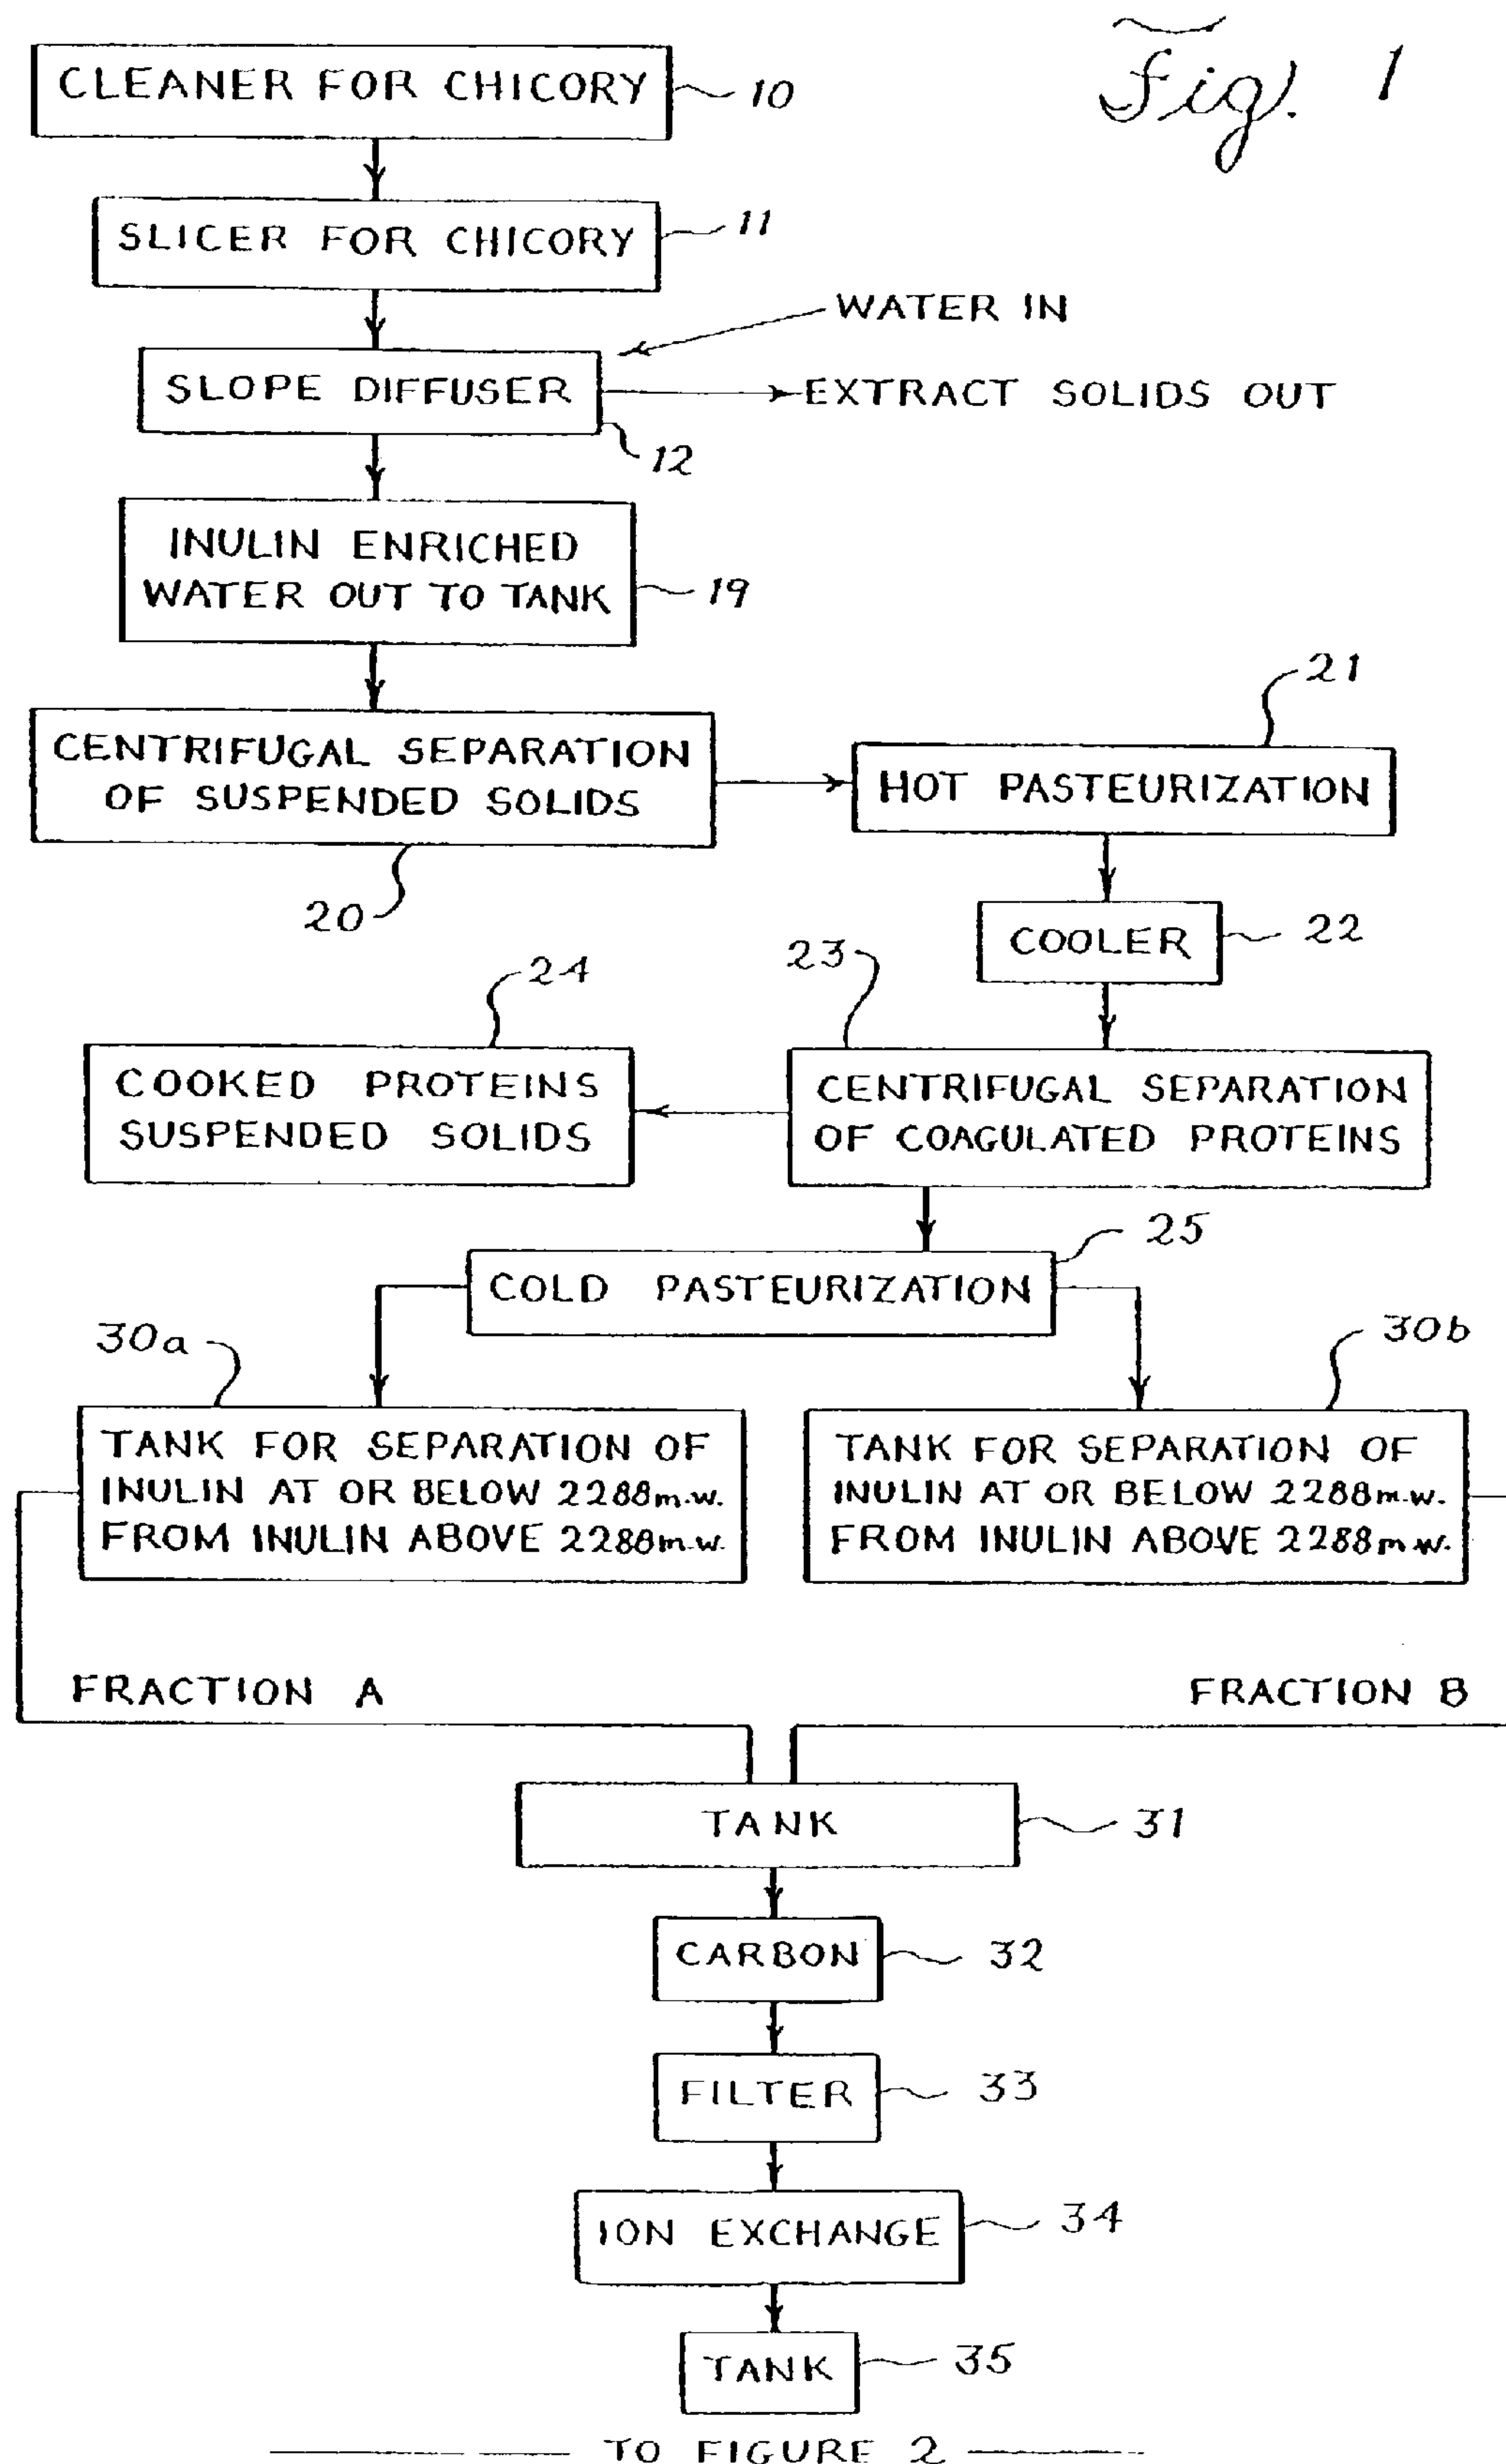 Fig. 1
CLEANER FOR CHICORY
10
SLICER FOR CHICORY
11
WATER IN
SLOPE DIFFUSER
EXTRACT SOLIDS OUT
12
INULIN ENRICHED
WATER OUT TO TANK
19
21
CENTRIFUGAL SEPARATION
OF SUSPENDED SOLIDS
HOT PASTEURIZATION
20
COOLER
22
23
24
COOKED PROTEINS
SUSPENDED SOLIDS
CENTRIFUGAL SEPARATION
OF COAGULATED PROTEINS
25
COLD PASTEURIZATION
30a
30b
TANK FOR SEPARATION OF
INULIN AT OR BELOW 2288m.w.
FROM INULIN ABOVE 2288m.w.
TANK FOR SEPARATION OF
INULIN AT OR BELOW 2288m.w.
FROM INULIN ABOVE 2288m.w.
FRACTION A
FRACTION B
TANK
31
CARBON
32
FILTER
33
ION EXCHANGE
34
TANK
35
TO FIGURE 2